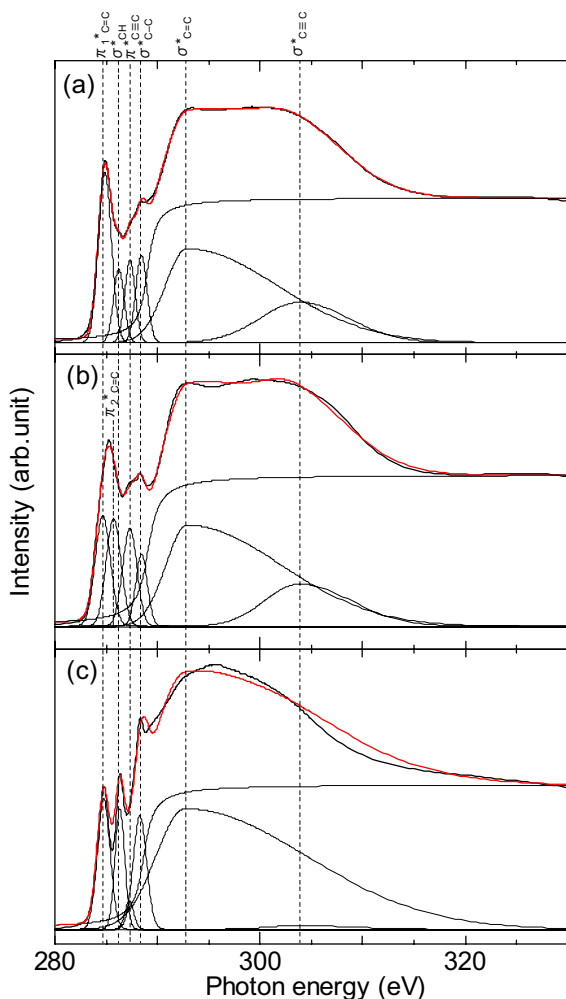 π*1 C=C
σ*CH
π*C≡C
σ*C–C
σ*C=C
σ*C≡C
(a)
(b)
π*2 C=C
(c)
Intensity (arb.unit)
280 300 320
Photon energy (eV)